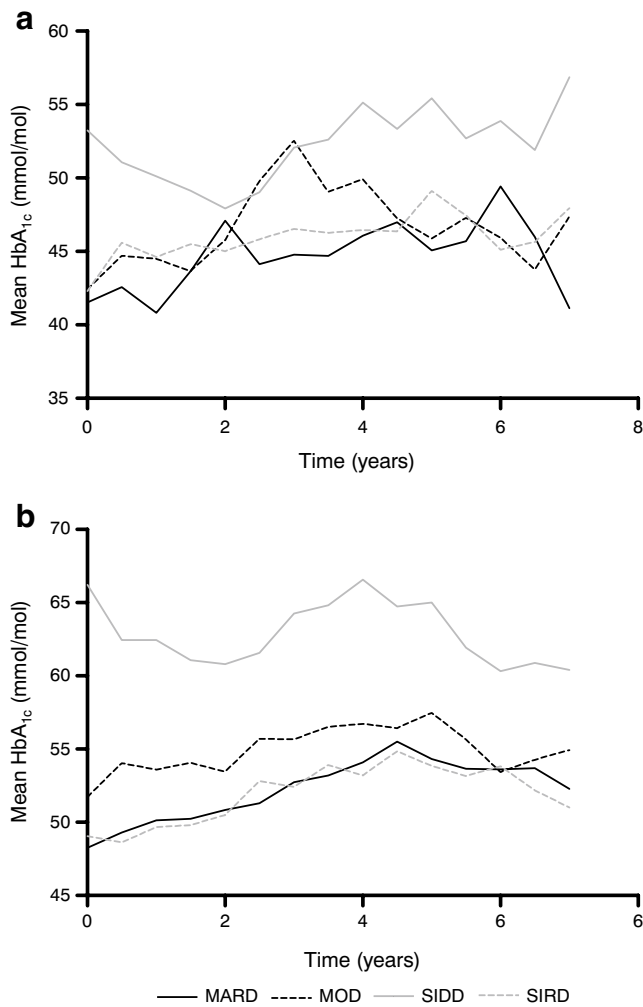 a
60
55
50
45
40
35
Mean HbA1c (mmol/mol)
0 2 4 6 8
Time (years)
b
70
65
60
55
50
45
Mean HbA1c (mmol/mol)
0 2 4 6 6
Time (years)
MARD MOD SIDD SIRD